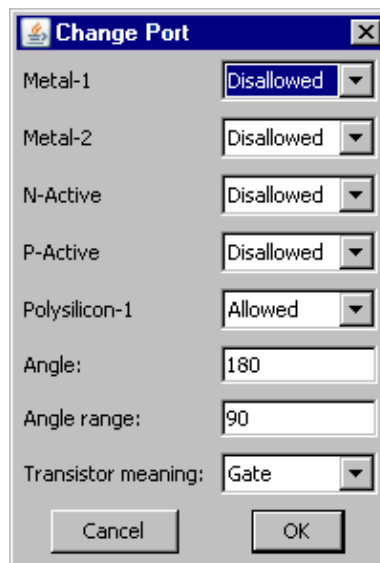 Change Port
Metal-1 Disallowed
Metal-2 Disallowed
N-Active Disallowed
P-Active Disallowed
Polysilicon-1 Allowed
Angle: 180
Angle range: 90
Transistor meaning: Gate
Cancel OK